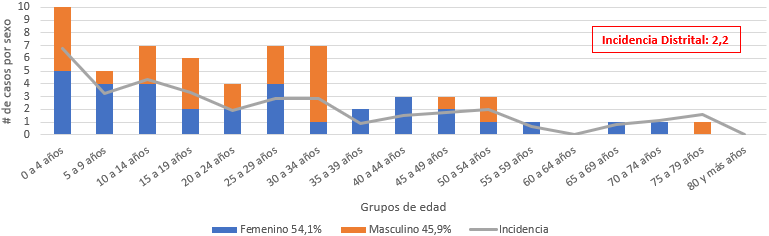 # de casos por sexo
10
9
8
7
6
5
4
3
2
1
0
Incidencia Distrital: 2,2
0 a 4 años
5 a 9 años
10 a 14 años
15 a 19 años
20 a 24 años
25 a 29 años
30 a 34 años
35 a 39 años
40 a 44 años
45 a 49 años
50 a 54 años
55 a 59 años
60 a 64 años
65 a 69 años
70 a 74 años
75 a 79 años
80 y más años
Grupos de edad
Femenino 54,1%
Masculino 45,9%
Incidencia